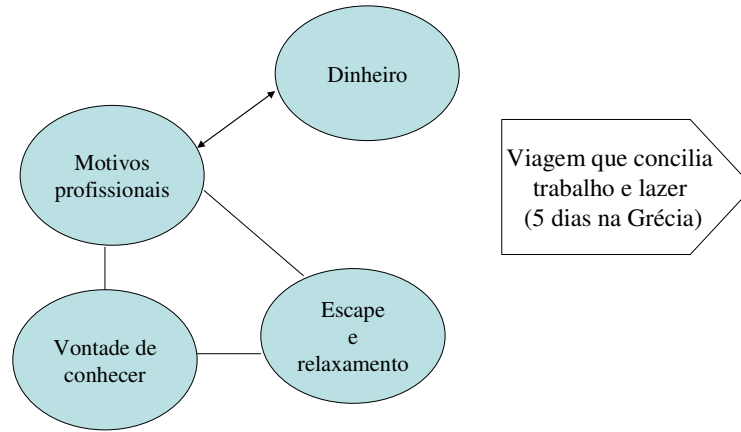 Dinheiro
Motivos
profissionais
Viagem que concilia
trabalho e lazer
(5 dias na Grécia)
Escape
e
relaxamento
Vontade de
conhecer